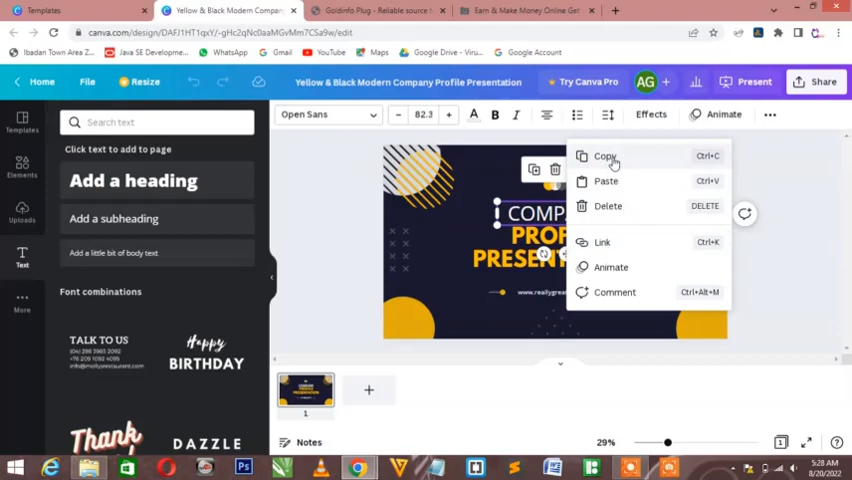 Templates
Yellow & Black Modern Compan
Goldinfo Plug - Reliable source
Earn & Make Money Online Get
canva.com/design/DAFJ1HT1qxY/-gHc2qNc0aaMGvMm7CSa9w/edit
Ibadan Town Area Z...
Java SE Developmen...
WhatsApp
Gmail
YouTube
Maps
Google Drive - Viru...
Google Account
Home
File
Resize
Yellow & Black Modern Company Profile Presentation
Try Canva Pro
AG
Present
Share
Templates
Elements
Uploads
Text
More
Search text
Click text to add to page
Add a heading
Add a subheading
Add a little bit of body text
Font combinations
TALK TO US
Happy
BIRTHDAY
Thank
DAZZLE
Open Sans
82.3
A
B
I
Effects
Animate
COMPA
PROF
PRESENT
www.reallygrea
Copy
Ctrl+C
Paste
Ctrl+V
Delete
DELETE
Link
Ctrl+K
Animate
Comment
Ctrl+Alt+M
1
Notes
29%
1
5:28 AM
8/20/2022